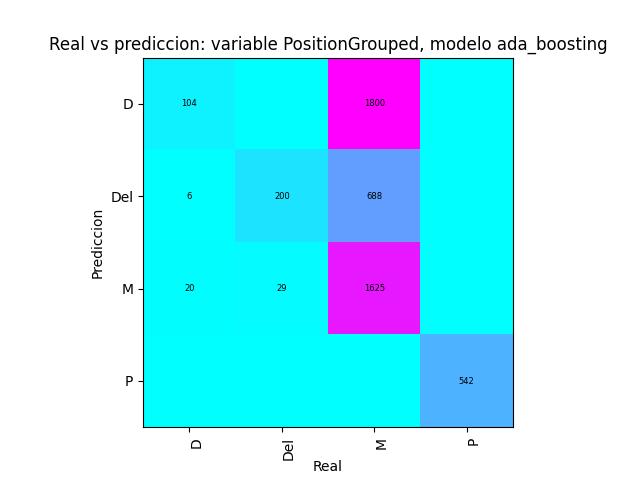 Real vs prediccion: variable PositionGrouped, modelo ada_boosting
D 104 1800
Del 6 200 688
M 20 29 1625
P 542
Prediccion
D Del M P
Real